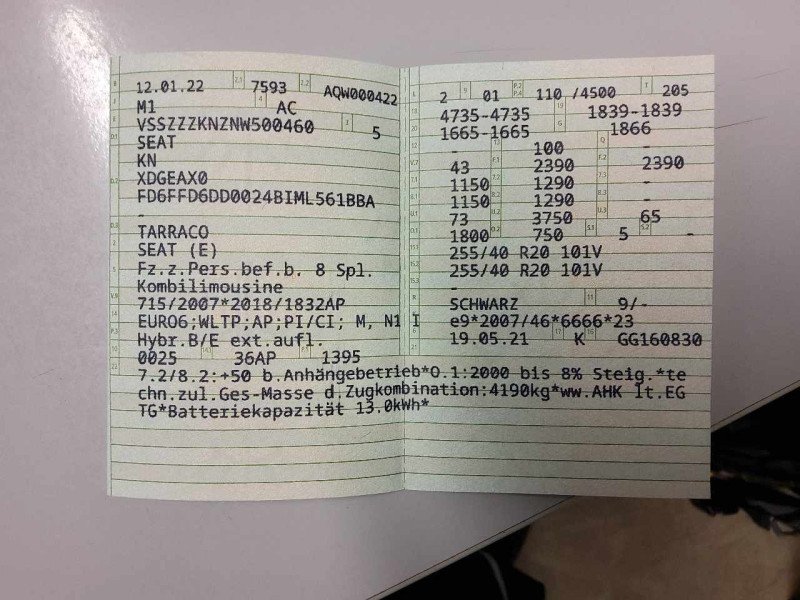 12.01.22 7593 AQW000422
M1 AC
VSSZZZKNZNW500460 5
SEAT
KN
XDGEAX0
FD6FFD6DD0024BIML561BBA
-
TARRACO
SEAT (E)
Fz.z.Pers.bef.b. 8 Spl.
Kombilimousine
715/2007*2018/1832AP
EURO6;WLTP;AP;PI/CI; M, N1 I
Hybr.B/E ext.aufl.
0025 36AP 1395
2 01 110 /4500 205
4735-4735 1839-1839
1665-1665 1866
- 100 -
43 2390 2390
1150 1290 -
1150 1290 -
73 3750 65
1800 750 5 -
255/40 R20 101V
255/40 R20 101V
-
SCHWARZ 9/-
e9*2007/46*6666*23
19.05.21 K GG160830
7.2/8.2:+50 b.Anhängebetrieb*O.1:2000 bis 8% Steig.*te
chn.zul.Ges-Masse d.Zugkombination:4190kg*ww.AHK lt.EG
TG*Batteriekapazität 13.0kWh*